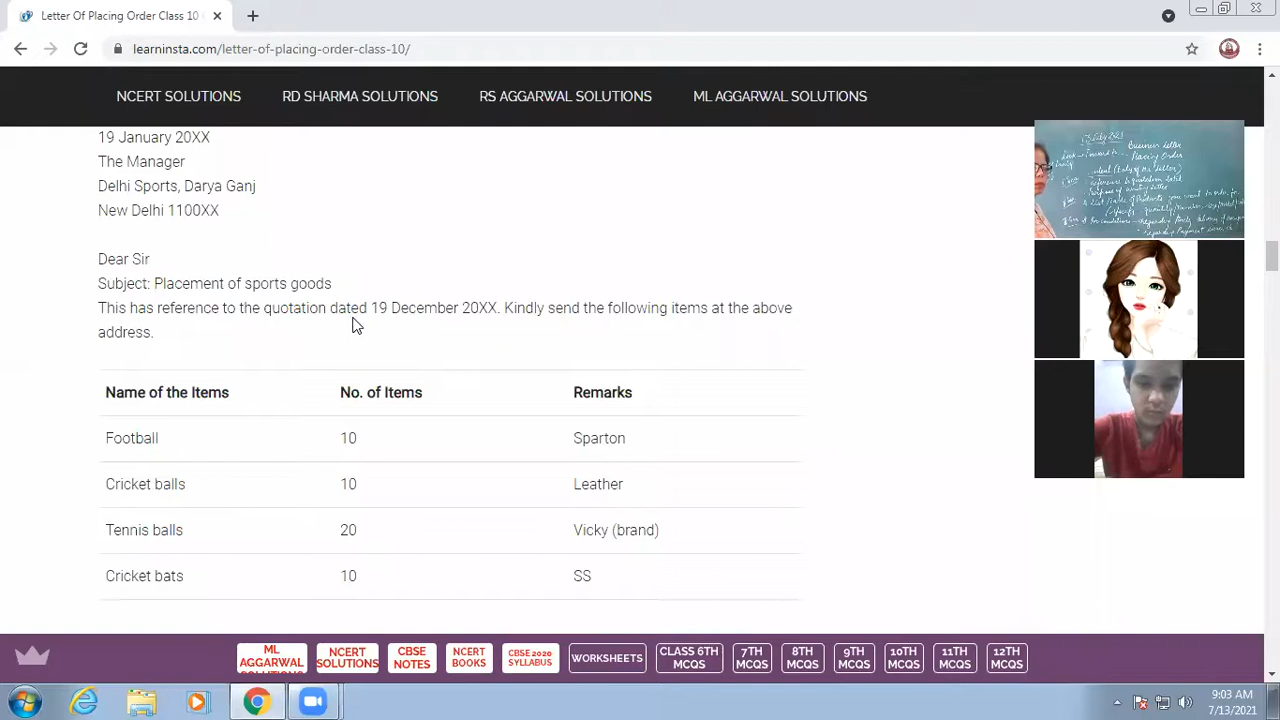 Letter Of Placing Order Class 10
learninsta.com/letter-of-placing-order-class-10/
NCERT SOLUTIONS RD SHARMA SOLUTIONS RS AGGARWAL SOLUTIONS ML AGGARWAL SOLUTIONS
19 January 20XX
The Manager
Delhi Sports, Darya Ganj
New Delhi 1100XX
Dear Sir
Subject: Placement of sports goods
This has reference to the quotation dated 19 December 20XX. Kindly send the following items at the above
address.
Name of the Items No. of Items Remarks
Football 10 Sparton
Cricket balls 10 Leather
Tennis balls 20 Vicky (brand)
Cricket bats 10 SS
Business Letter
Placing Order
ML AGGARWAL SOLUTIONS
NCERT SOLUTIONS
CBSE NOTES
NCERT BOOKS
CBSE 2020 SYLLABUS
WORKSHEETS
CLASS 6TH MCQS
7TH MCQS
8TH MCQS
9TH MCQS
10TH MCQS
11TH MCQS
12TH MCQS
9:03 AM
7/13/2021